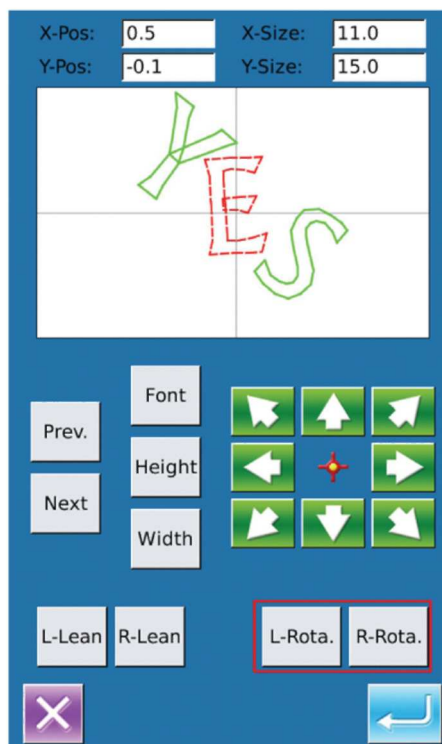 X-Pos: 0.5 X-Size: 11.0
Y-Pos: -0.1 Y-Size: 15.0
YES
Font
Prev.
Height
Next
Width
L-Lean R-Lean L-Rota. R-Rota.